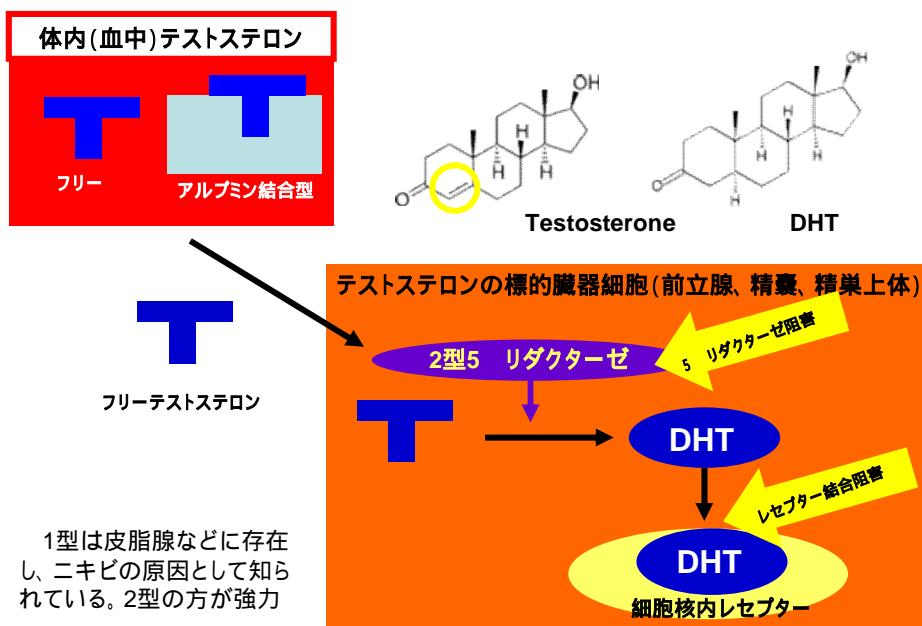 体内(血中)テストステロン
フリー
アルブミン結合型
O
OH
H
H
H
Testosterone
O
OH
H
H
H
H
DHT
テストステロンの標的臓器細胞(前立腺、精嚢、精巣上体)
2型5 リダクターゼ
5 リダクターゼ阻害
フリーテストステロン
DHT
レセプター結合阻害
DHT
細胞核内レセプター
1型は皮脂腺などに存在
し、ニキビの原因として知ら
れている。2型の方が強力